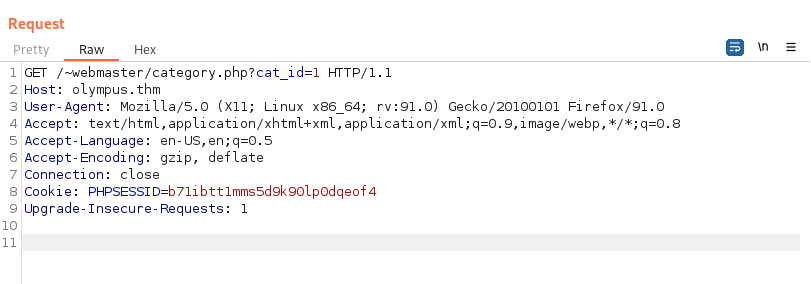 Request
Pretty Raw Hex
\n
1 GET /~webmaster/category.php?cat_id=1 HTTP/1.1
2 Host: olympus.thm
3 User-Agent: Mozilla/5.0 (X11; Linux x86_64; rv:91.0) Gecko/20100101 Firefox/91.0
4 Accept: text/html,application/xhtml+xml,application/xml;q=0.9,image/webp,*/*;q=0.8
5 Accept-Language: en-US,en;q=0.5
6 Accept-Encoding: gzip, deflate
7 Connection: close
8 Cookie: PHPSESSID=b71ibtt1mms5d9k90lp0dqeof4
9 Upgrade-Insecure-Requests: 1
10
11